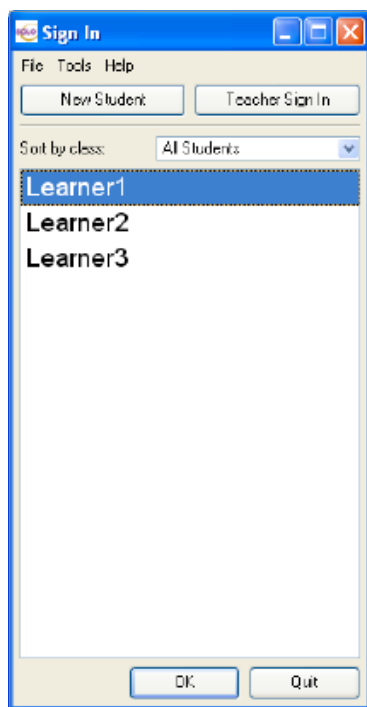 Sign In
File Tools Help
New Student Teacher Sign In
Sort by class: All Students
Learner1
Learner2
Learner3
OK Quit